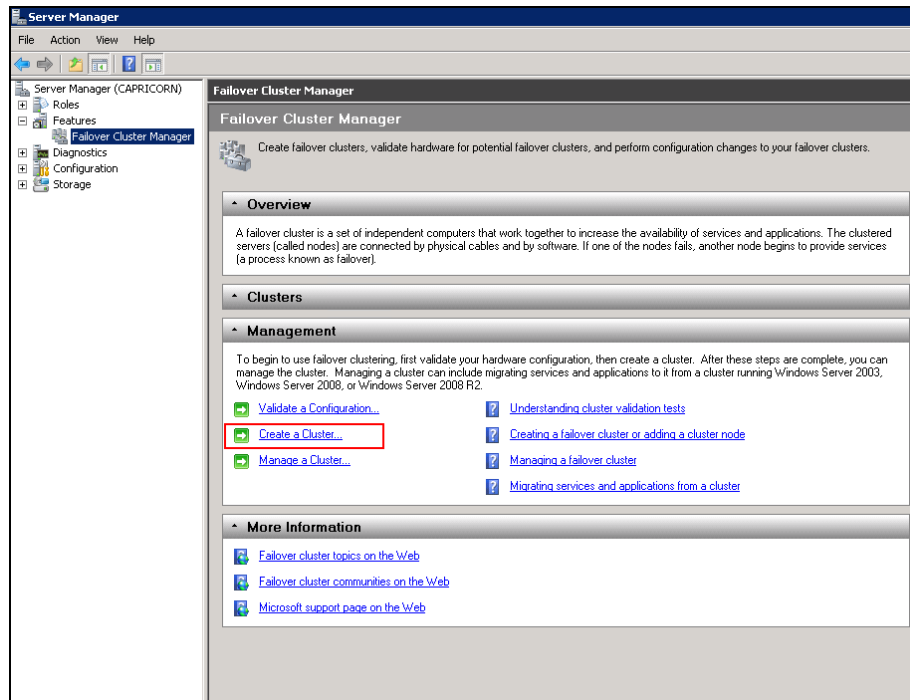 Server Manager
File Action View Help
Server Manager (CAPRICORN)
Roles
Features
Failover Cluster Manager
Diagnostics
Configuration
Storage
Failover Cluster Manager
Failover Cluster Manager
Create failover clusters, validate hardware for potential failover clusters, and perform configuration changes to your failover clusters.
Overview
A failover cluster is a set of independent computers that work together to increase the availability of services and applications. The clustered
servers (called nodes) are connected by physical cables and by software. If one of the nodes fails, another node begins to provide services
(a process known as failover).
Clusters
Management
To begin to use failover clustering, first validate your hardware configuration, then create a cluster. After these steps are complete, you can
manage the cluster. Managing a cluster can include migrating services and applications to it from a cluster running Windows Server 2003,
Windows Server 2008, or Windows Server 2008 R2.
Validate a Configuration...
Understanding cluster validation tests
Create a Cluster...
Creating a failover cluster or adding a cluster node
Manage a Cluster...
Managing a failover cluster
Migrating services and applications from a cluster
More Information
Failover cluster topics on the Web
Failover cluster communities on the Web
Microsoft support page on the Web